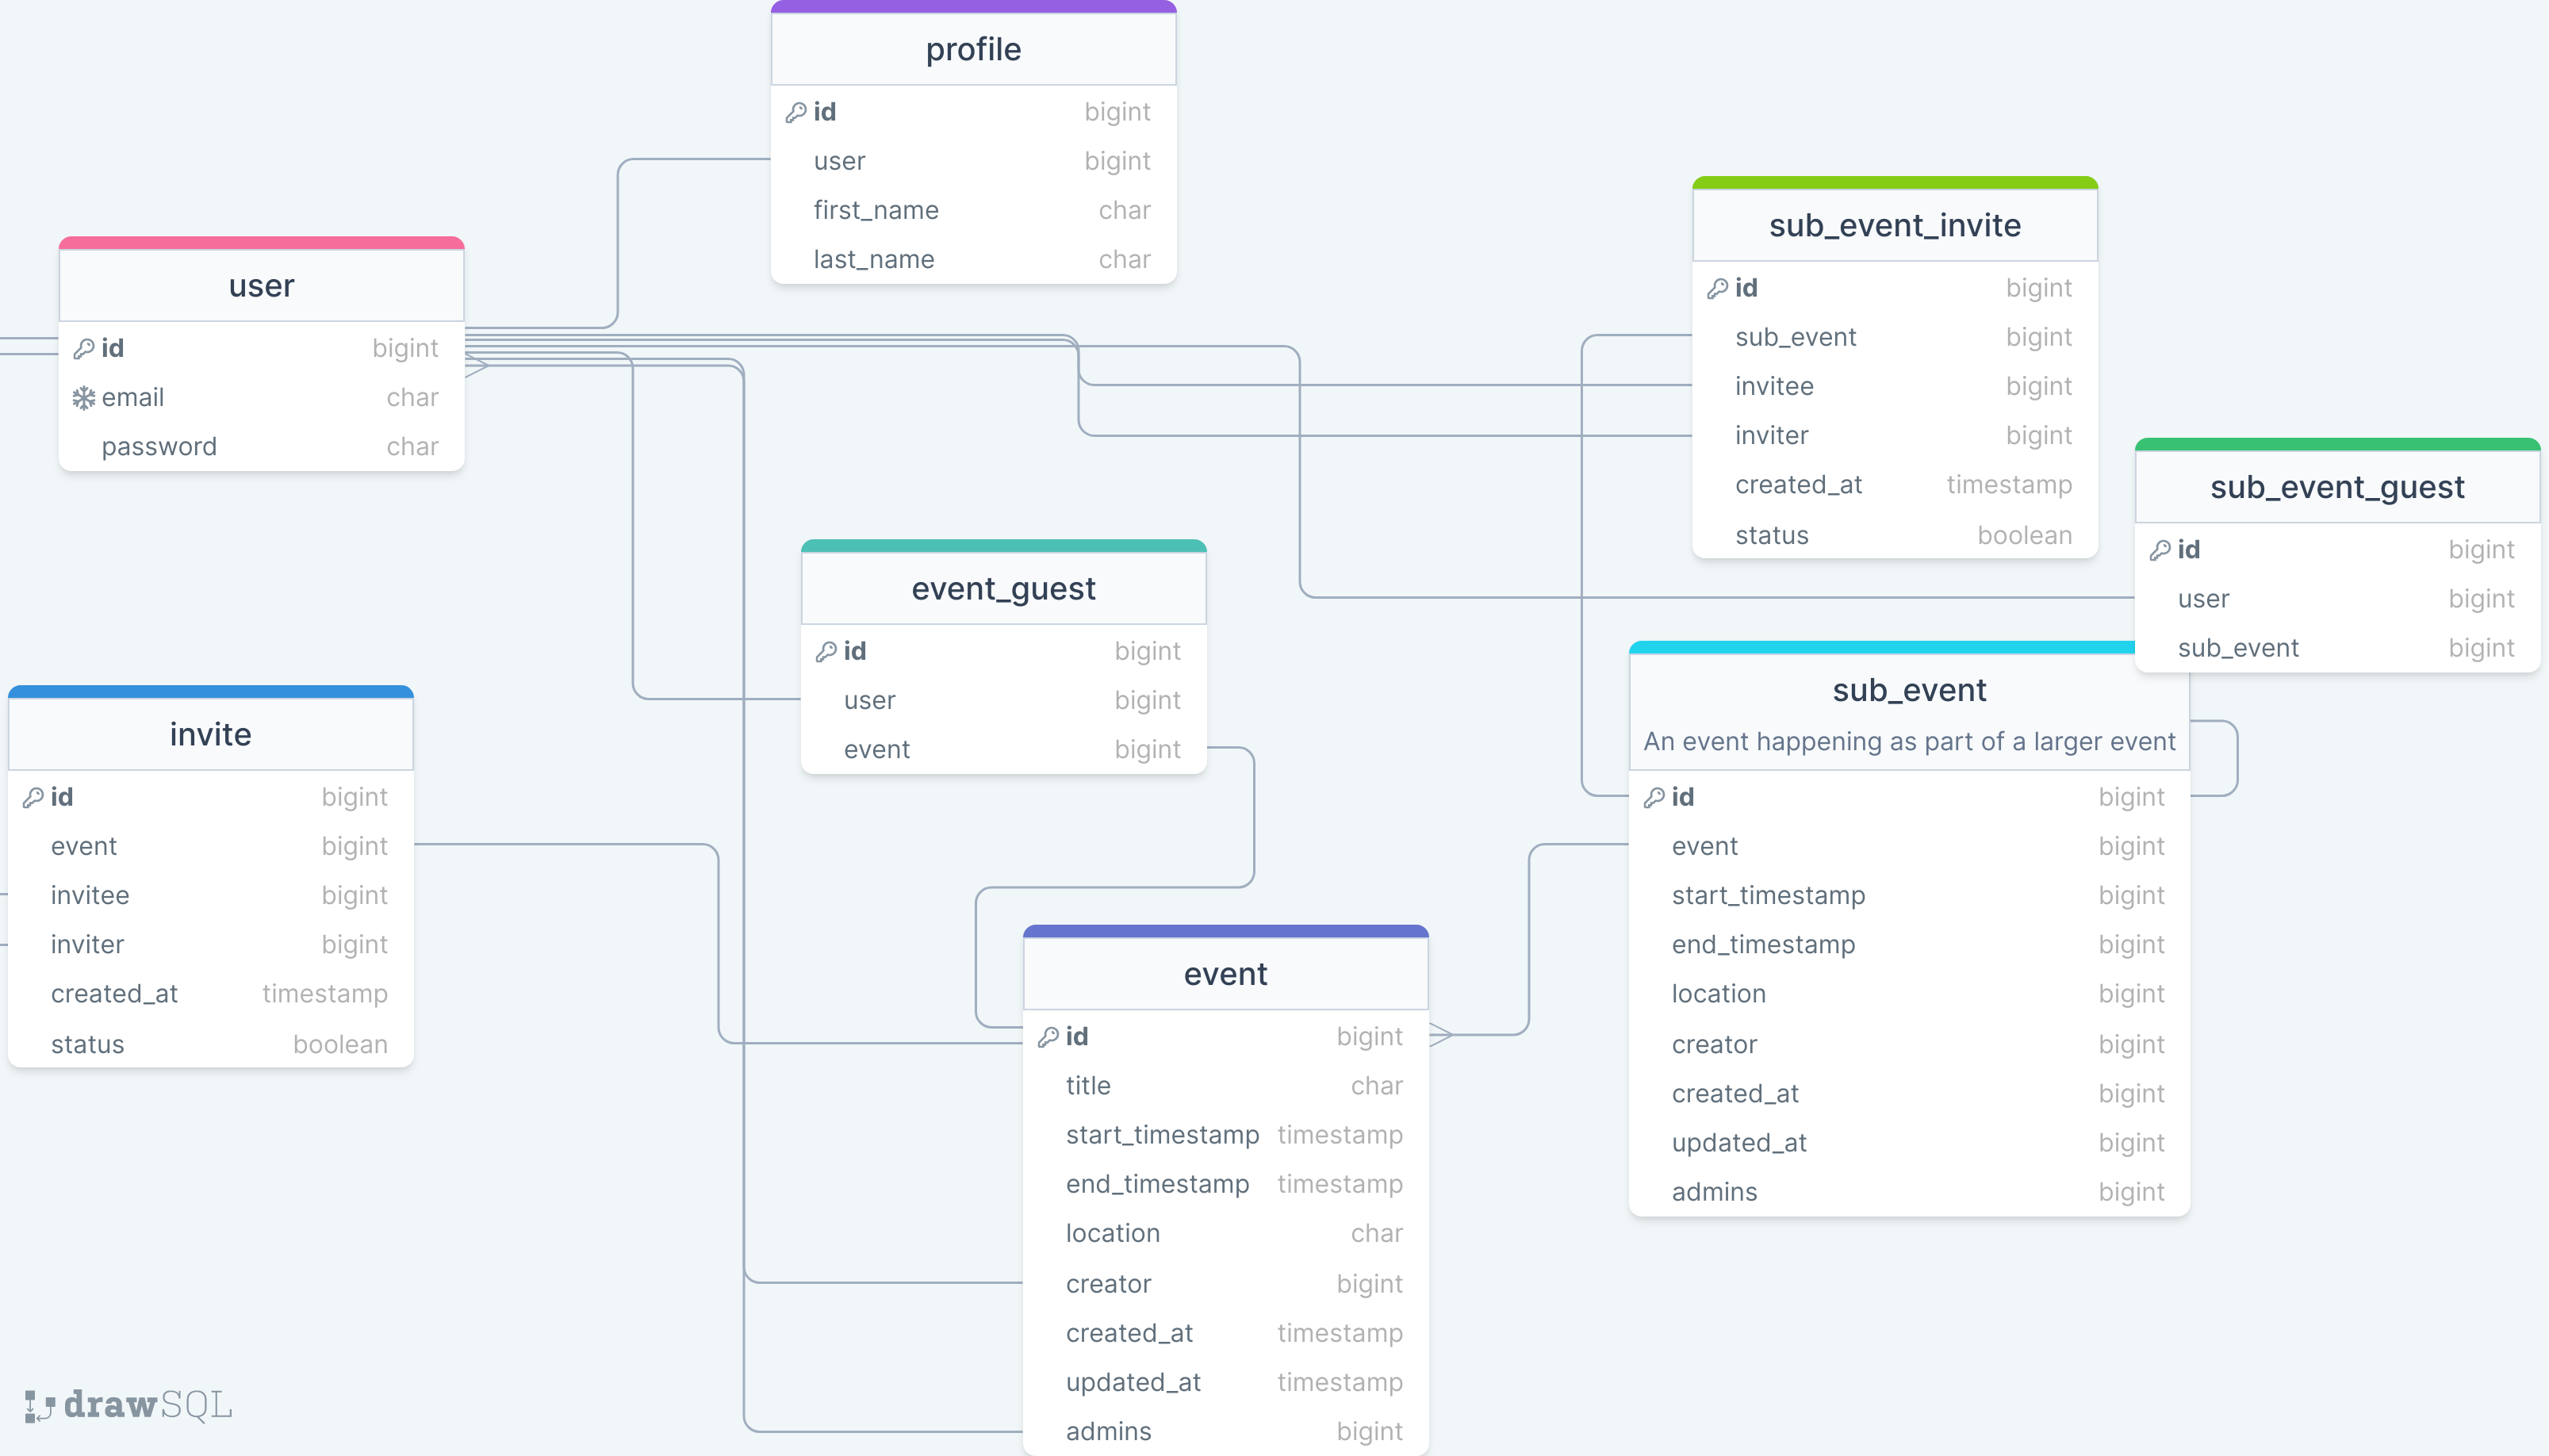 profile
id bigint
user bigint
first_name char
last_name char
user
id bigint
email char
password char
sub_event_invite
id bigint
sub_event bigint
invitee bigint
inviter bigint
created_at timestamp
status boolean
sub_event_guest
id bigint
user bigint
sub_event bigint
event_guest
id bigint
user bigint
event bigint
invite
id bigint
event bigint
invitee bigint
inviter bigint
created_at timestamp
status boolean
sub_event
An event happening as part of a larger event
id bigint
event bigint
start_timestamp bigint
end_timestamp bigint
location bigint
creator bigint
created_at bigint
updated_at bigint
admins bigint
event
id bigint
title char
start_timestamp timestamp
end_timestamp timestamp
location char
creator bigint
created_at timestamp
updated_at timestamp
admins bigint
drawSQL